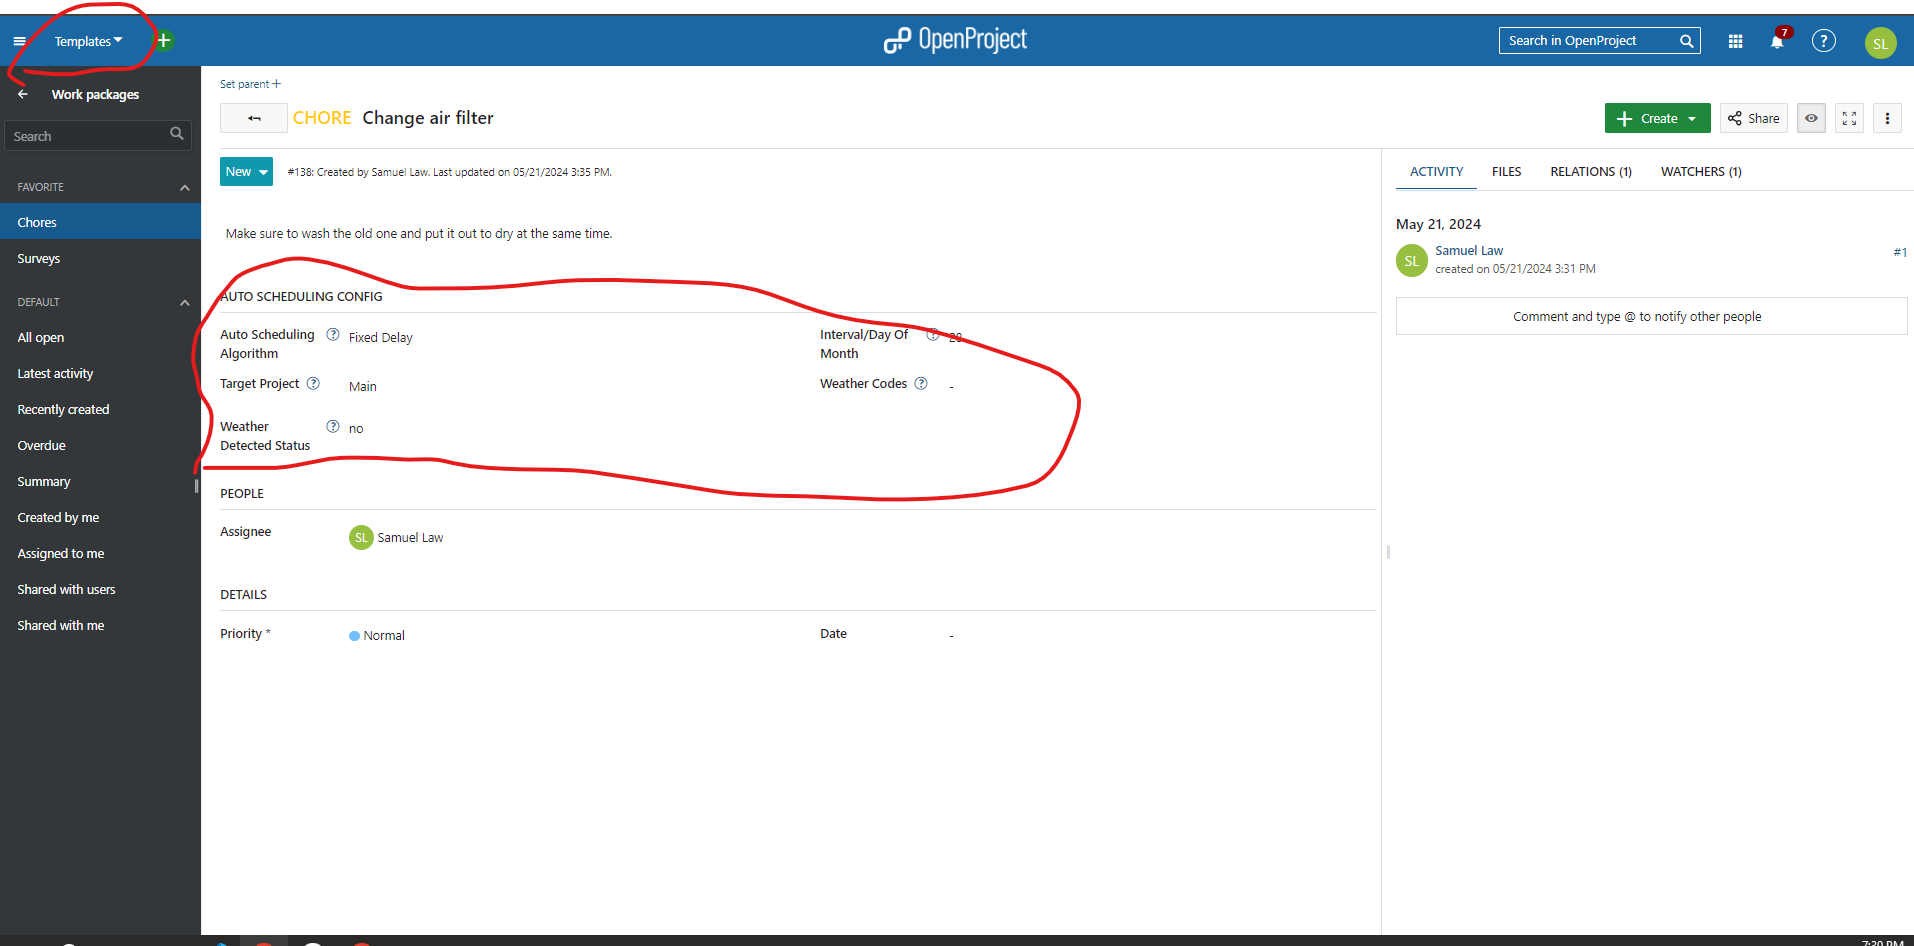 Templates
OpenProject
Search in OpenProject
7
?
SL
Work packages
Search
FAVORITE
Chores
Surveys
DEFAULT
All open
Latest activity
Recently created
Overdue
Summary
Created by me
Assigned to me
Shared with users
Shared with me
Set parent +
CHORE Change air filter
Create
Share
New
#138: Created by Samuel Law. Last updated on 05/21/2024 3:35 PM.
Make sure to wash the old one and put it out to dry at the same time.
AUTO SCHEDULING CONFIG
Auto Scheduling Algorithm ? Fixed Delay
Interval/Day Of Month ? 28
Target Project ? Main
Weather Codes ? -
Weather Detected Status ? no
PEOPLE
Assignee SL Samuel Law
DETAILS
Priority * Normal
Date -
ACTIVITY FILES RELATIONS (1) WATCHERS (1)
May 21, 2024
SL Samuel Law #1
created on 05/21/2024 3:31 PM
Comment and type @ to notify other people
7:30 PM